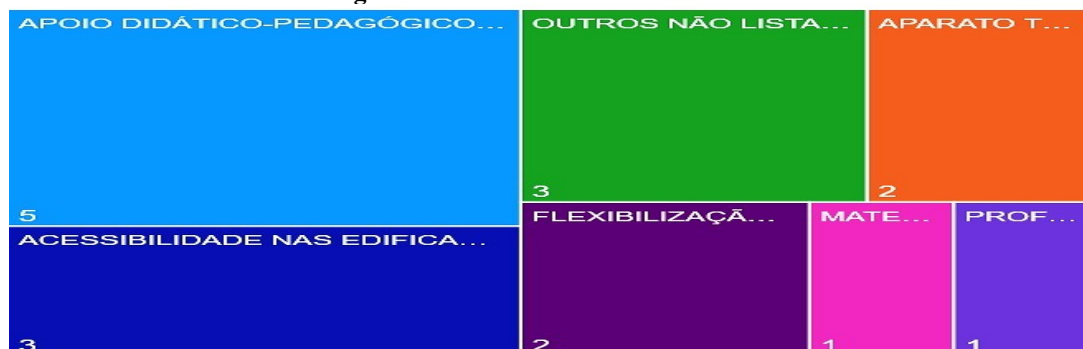 APOIO DIDÁTICO-PEDAGÓGICO...
5
ACESSIBILIDADE NAS EDIFICA...
3
OUTROS NÃO LISTA...
3
APARATO T...
2
FLEXIBILIZAÇÃ...
2
MATE...
1
PROF...
1